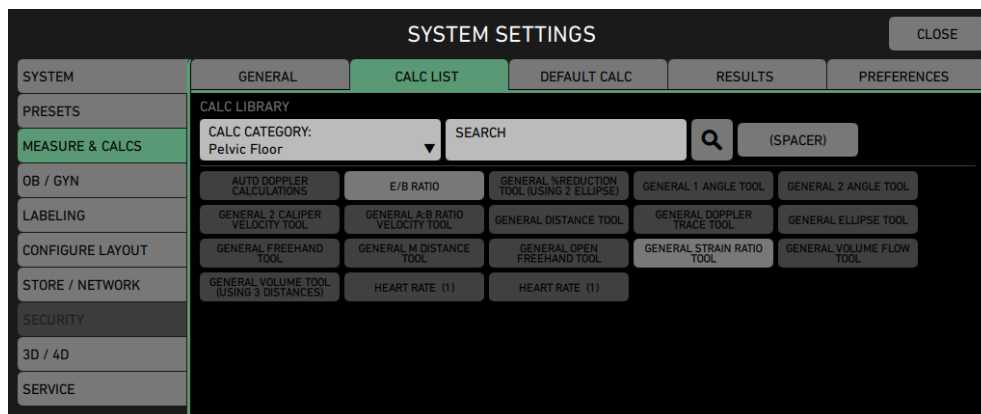 SYSTEM SETTINGS
CLOSE
SYSTEM
PRESETS
MEASURE & CALCS
OB / GYN
LABELING
CONFIGURE LAYOUT
STORE / NETWORK
SECURITY
3D / 4D
SERVICE
GENERAL
CALC LIST
DEFAULT CALC
RESULTS
PREFERENCES
CALC LIBRARY
CALC CATEGORY:
Pelvic Floor
SEARCH
(SPACER)
AUTO DOPPLER
CALCULATIONS
E/B RATIO
GENERAL %REDUCTION
TOOL (USING 2 ELLIPSE)
GENERAL 1 ANGLE TOOL
GENERAL 2 ANGLE TOOL
GENERAL 2 CALIPER
VELOCITY TOOL
GENERAL A:B RATIO
VELOCITY TOOL
GENERAL DISTANCE TOOL
GENERAL DOPPLER
TRACE TOOL
GENERAL ELLIPSE TOOL
GENERAL FREEHAND
TOOL
GENERAL M DISTANCE
TOOL
GENERAL OPEN
FREEHAND TOOL
GENERAL STRAIN RATIO
TOOL
GENERAL VOLUME FLOW
TOOL
GENERAL VOLUME TOOL
(USING 3 DISTANCES)
HEART RATE (1)
HEART RATE (1)